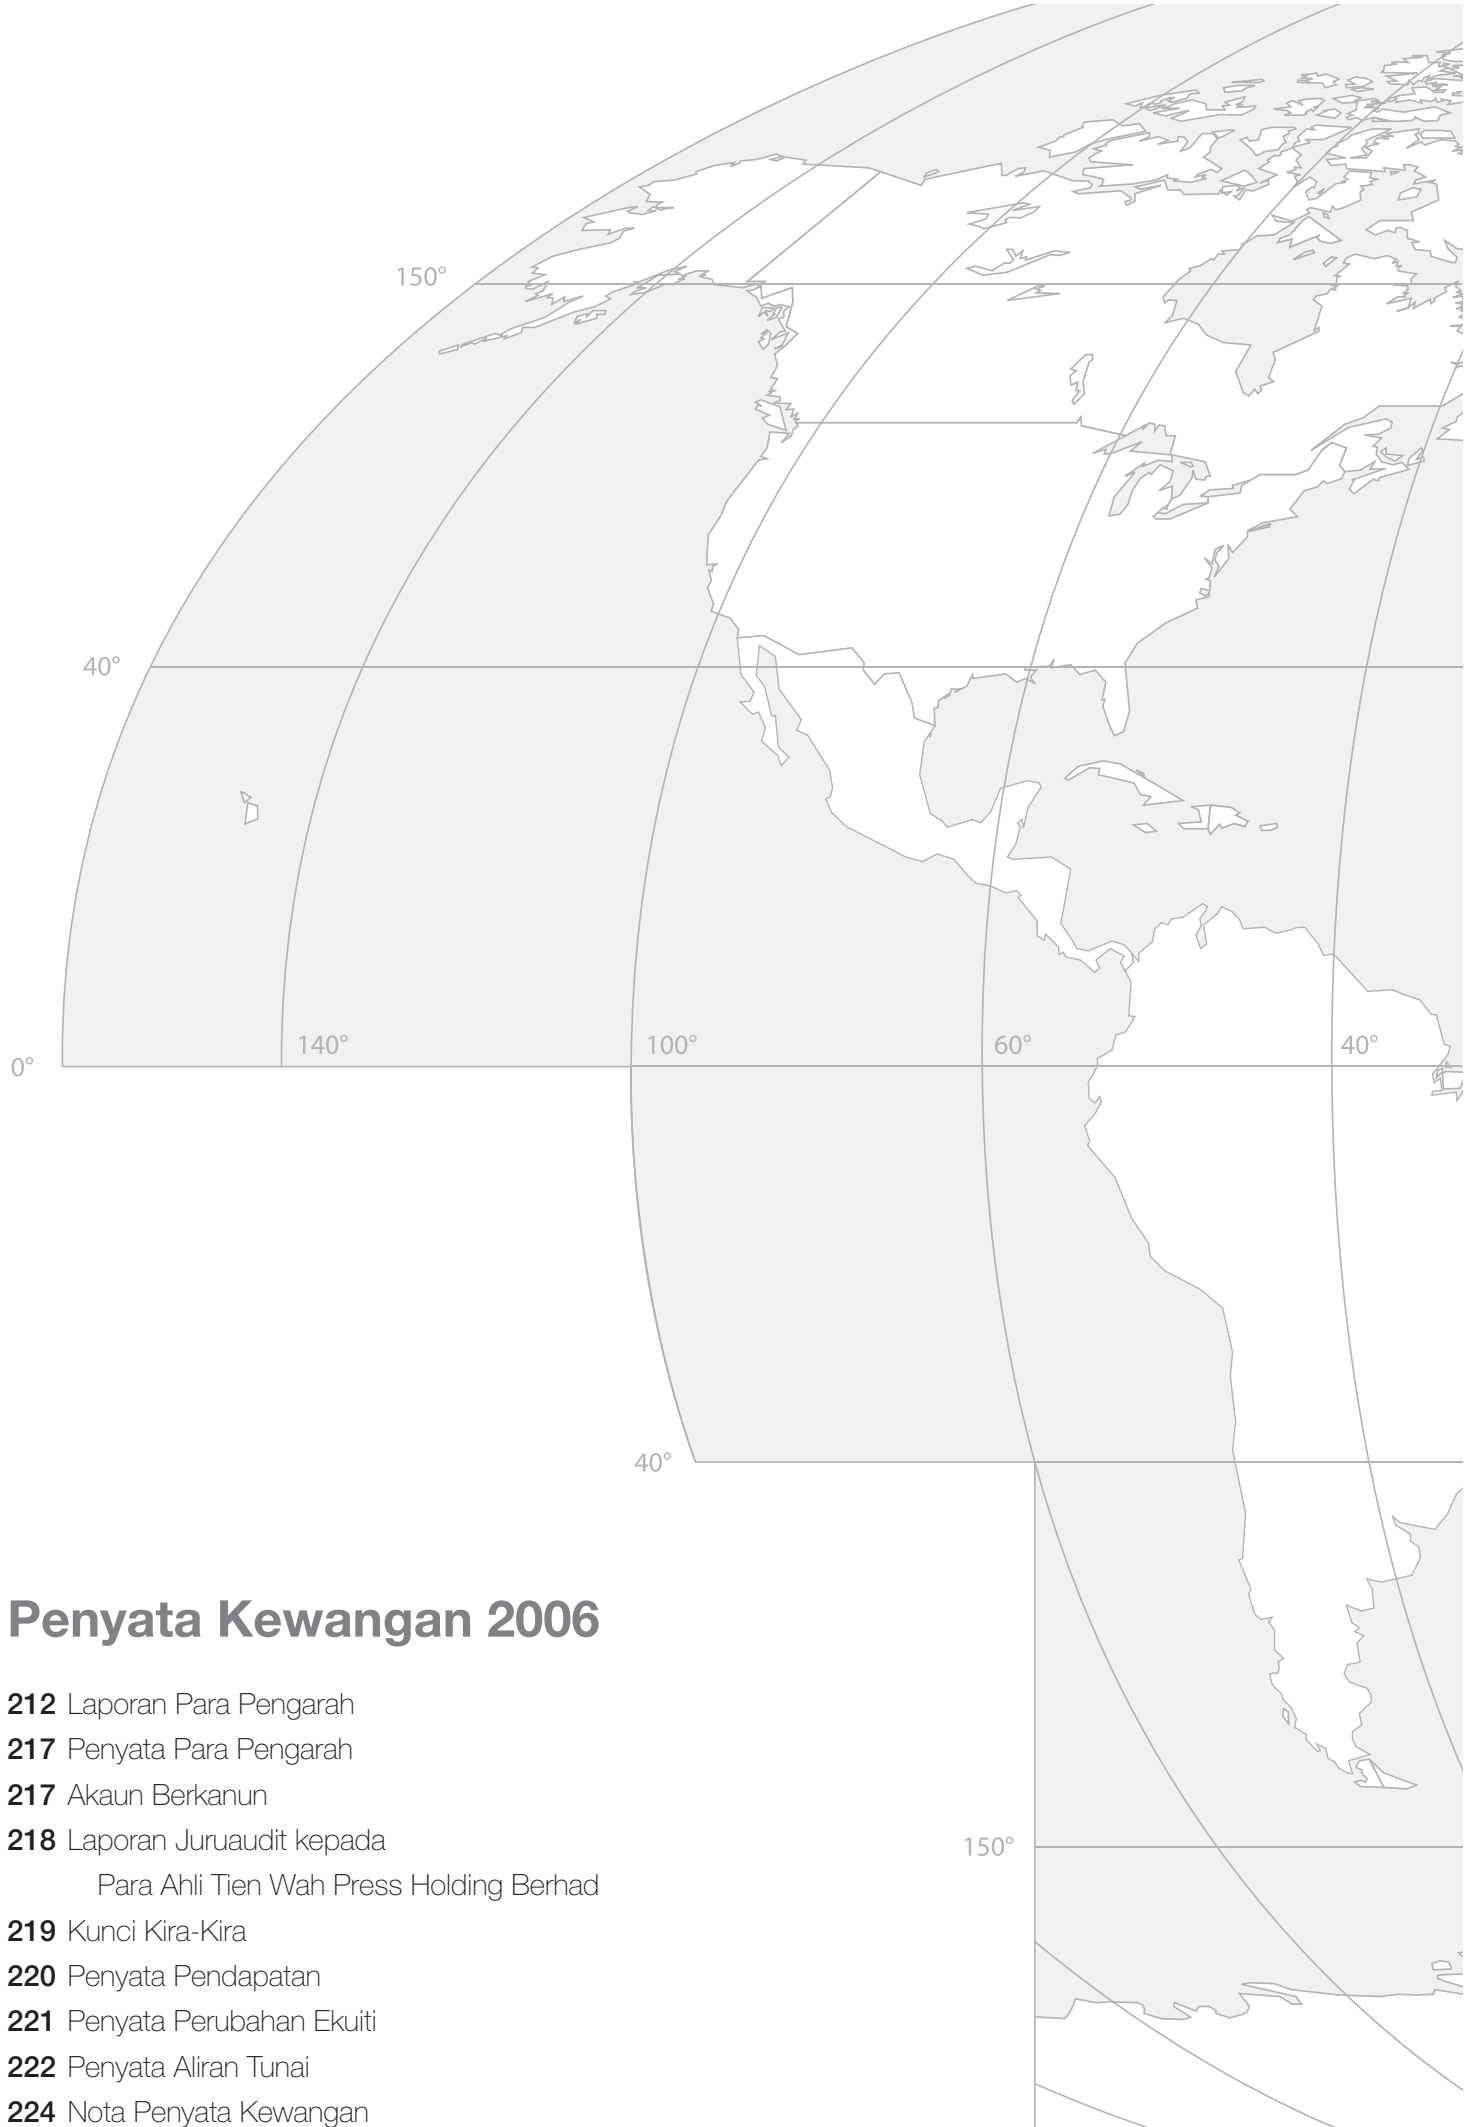 150°
40°
140°
100°
60°
40°
0°
40°
Penyata Kewangan 2006
212 Laporan Para Pengarah
217 Penyata Para Pengarah
217 Akaun Berkanun
218 Laporan Juruaudit kepada
150°
Para Ahli Tien Wah Press Holding Berhad
219 Kunci Kira-Kira
220 Penyata Pendapatan
221 Penyata Perubahan Ekuiti
222 Penyata Aliran Tunai
224 Nota Penyata Kewangan